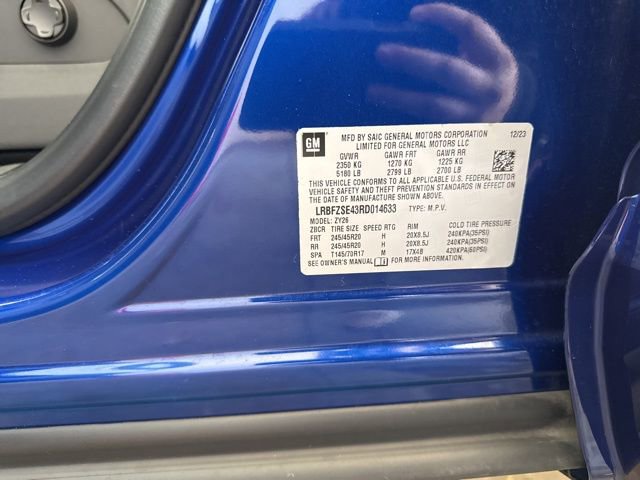 GM
MFD BY SAIC GENERAL MOTORS CORPORATION 12/23
LIMITED FOR GENERAL MOTORS LLC
GVWR GAWR FRT GAWR RR
2350 KG 1270 KG 1225 KG
5180 LB 2799 LB 2700 LB
THIS VEHICLE CONFORMS TO ALL APPLICABLE U.S. FEDERAL MOTOR
VEHICLE SAFETY AND THEFT PREVENTION STANDARDS IN EFFECT ON THE
DATE OF MANUFACTURE SHOWN ABOVE.
LRBFZSE43RD014633 TYPE: M.P.V.
MODEL: ZY26
ZBCR TIRE SIZE SPEED RTG RIM COLD TIRE PRESSURE
FRT 245/45R20 H 20X8.5J 240KPA(35PSI)
RR 245/45R20 H 20X8.5J 240KPA(35PSI)
SPA T145/70R17 M 17X4B 420KPA(60PSI)
SEE OWNER'S MANUAL FOR MORE INFORMATION.